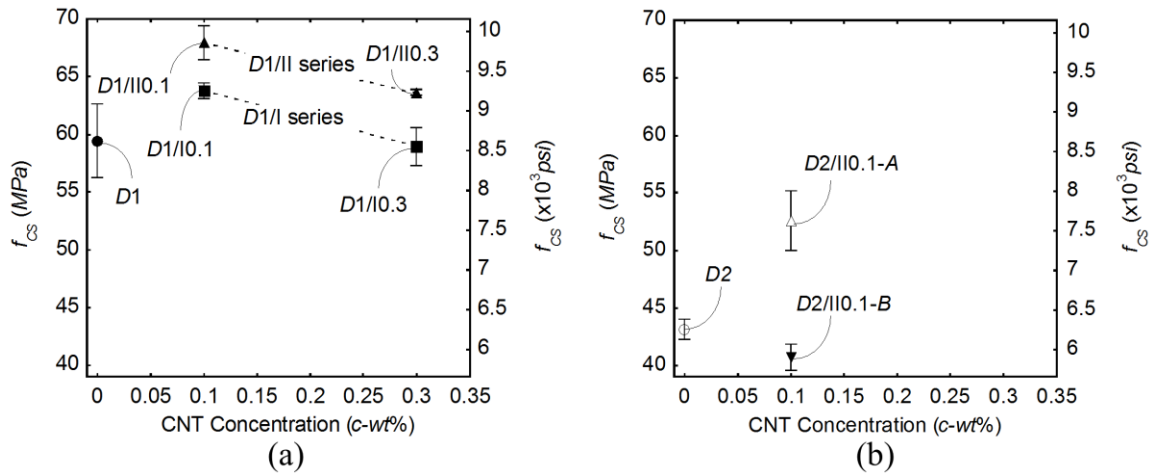 70
65
60
55
50
45
40
f_CS (MPa)
10
9.5
9
8.5
8
7.5
7
6.5
6
f_CS (x10³psi)
D1/II0.1
D1/II series
D1/II0.3
D1/I series
D1/I0.1
D1
D1/I0.3
0 0.05 0.1 0.15 0.2 0.25 0.3 0.35
CNT Concentration (c-wt%)
(a)
70
65
60
55
50
45
40
f_CS (MPa)
10
9.5
9
8.5
8
7.5
7
6.5
6
f_CS (x10³psi)
D2/II0.1-A
D2
D2/II0.1-B
0 0.05 0.1 0.15 0.2 0.25 0.3 0.35
CNT Concentration (c-wt%)
(b)